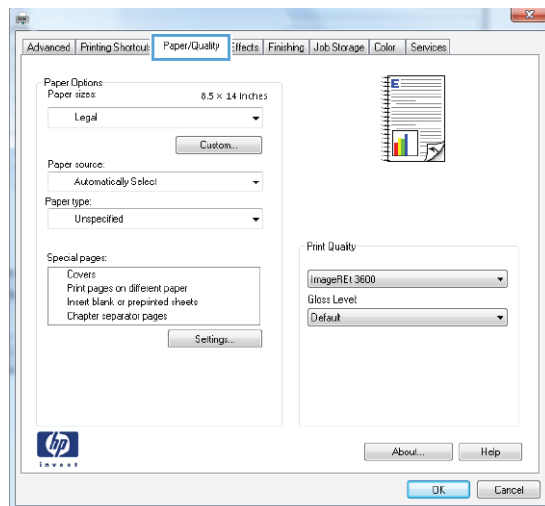 Advanced Printing Shortcuts Paper/Quality Effects Finishing Job Storage Color Services
Paper Options
Paper sizes: 8.5 × 14 inches
Legal
Custom...
Paper source:
Automatically Select
Paper type:
Unspecified
Special pages:
Covers
Print pages on different paper
Insert blank or preprinted sheets
Chapter separator pages
Settings...
E
Print Quality
ImageREt 3600
Gloss Level:
Default
hp
invent
About... Help
OK Cancel